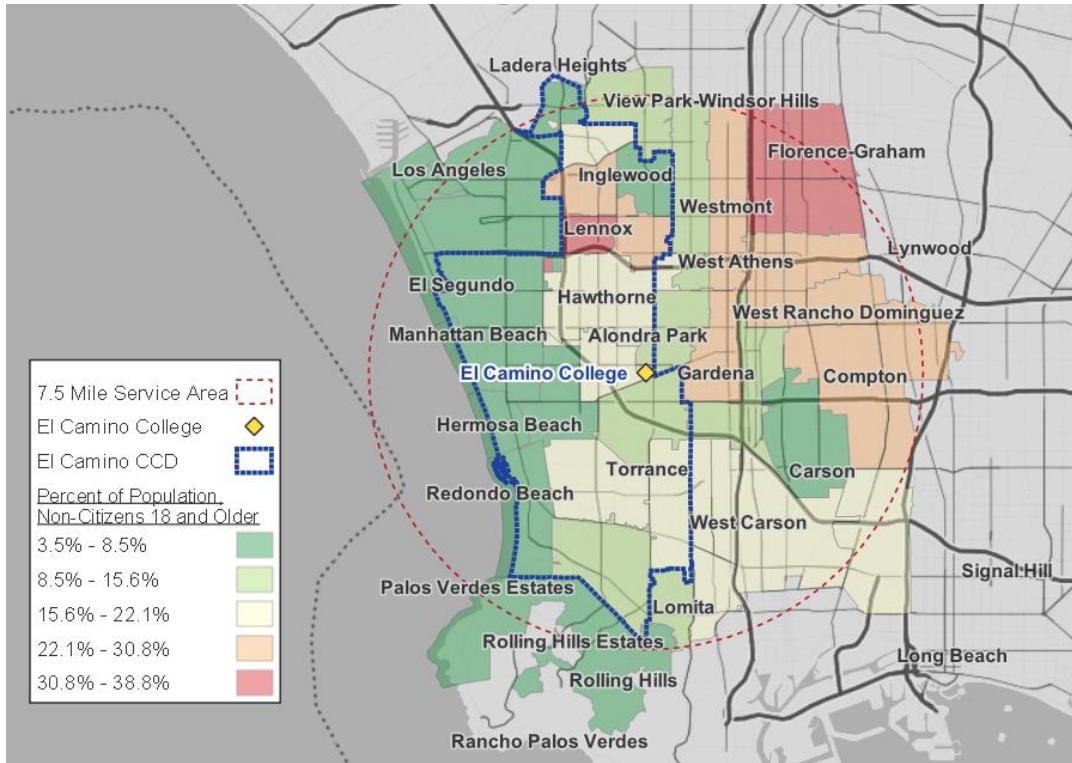 Ladera Heights
View Park-Windsor Hills
Florence-Graham
Los Angeles
Inglewood
Westmont
Lennox
Lynwood
West Athens
El Segundo
Hawthorne
West Rancho Dominguez
Manhattan Beach
Alondra Park
El Camino College
Gardena
Compton
Hermosa Beach
Torrance
Carson
Redondo Beach
West Carson
Signal Hill
Palos Verdes Estates
Lomita
Rolling Hills Estates
Long Beach
Rolling Hills
Rancho Palos Verdes
7.5 Mile Service Area
El Camino College
El Camino CCD
Percent of Population,
Non-Citizens 18 and Older
3.5% - 8.5%
8.5% - 15.6%
15.6% - 22.1%
22.1% - 30.8%
30.8% - 38.8%